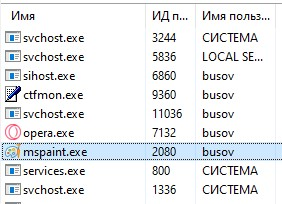 Имя ИД п... Имя польз...
svchost.exe 3244 СИСТЕМА
svchost.exe 5836 LOCAL SE...
sihost.exe 6860 busov
ctfmon.exe 9360 busov
svchost.exe 11036 busov
opera.exe 7132 busov
mspaint.exe 2080 busov
services.exe 800 СИСТЕМА
svchost.exe 1336 СИСТЕМА